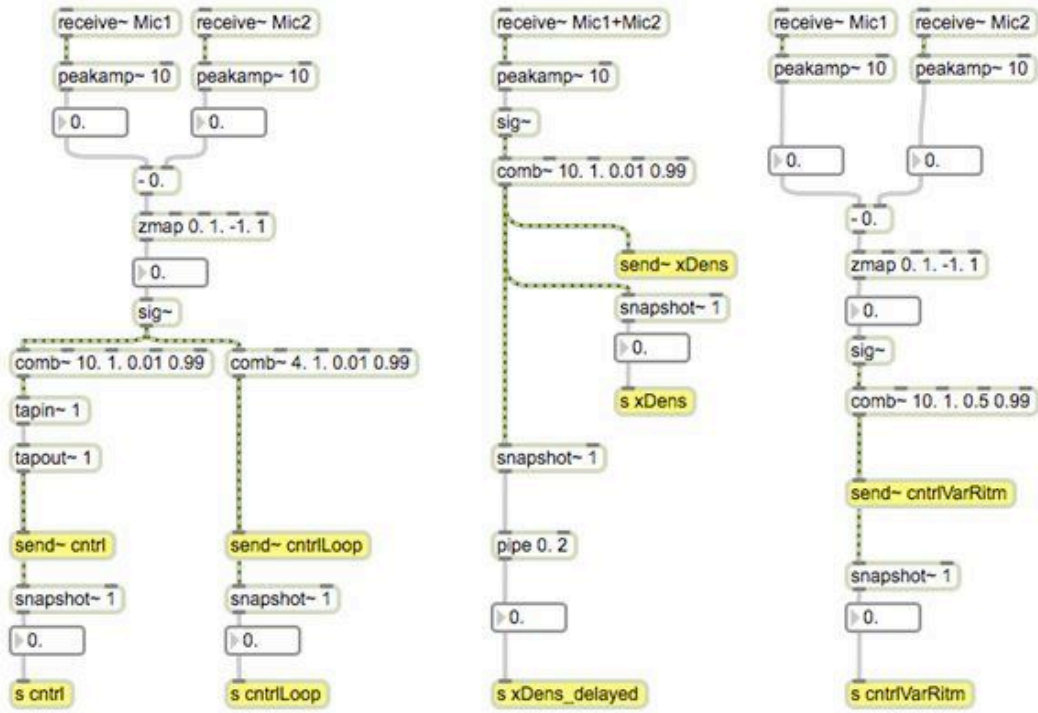 receive~ Mic1
receive~ Mic2
peakamp~ 10
peakamp~ 10
0.
0.
- 0.
zmap 0. 1. -1. 1
0.
sig~
comb~ 10. 1. 0.01 0.99
comb~ 4. 1. 0.01 0.99
tapin~ 1
tapout~ 1
send~ cntrl
send~ cntrlLoop
snapshot~ 1
snapshot~ 1
0.
0.
s cntrl
s cntrlLoop
receive~ Mic1+Mic2
peakamp~ 10
sig~
comb~ 10. 1. 0.01 0.99
send~ xDens
snapshot~ 1
0.
s xDens
snapshot~ 1
pipe 0. 2
0.
s xDens_delayed
receive~ Mic1
receive~ Mic2
peakamp~ 10
peakamp~ 10
0.
0.
- 0.
zmap 0. 1. -1. 1
0.
sig~
comb~ 10. 1. 0.5 0.99
send~ cntrlVarRitm
snapshot~ 1
0.
s cntrlVarRitm